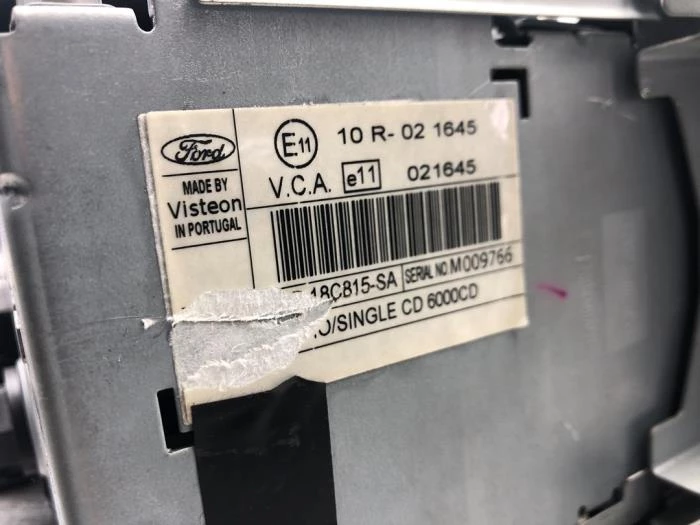 Ford
MADE BY
Visteon
IN PORTUGAL
E11 10 R- 02 1645
V.C.A. e11 021645
18C815-SA SERIAL NO. M009766
O/SINGLE CD 6000CD